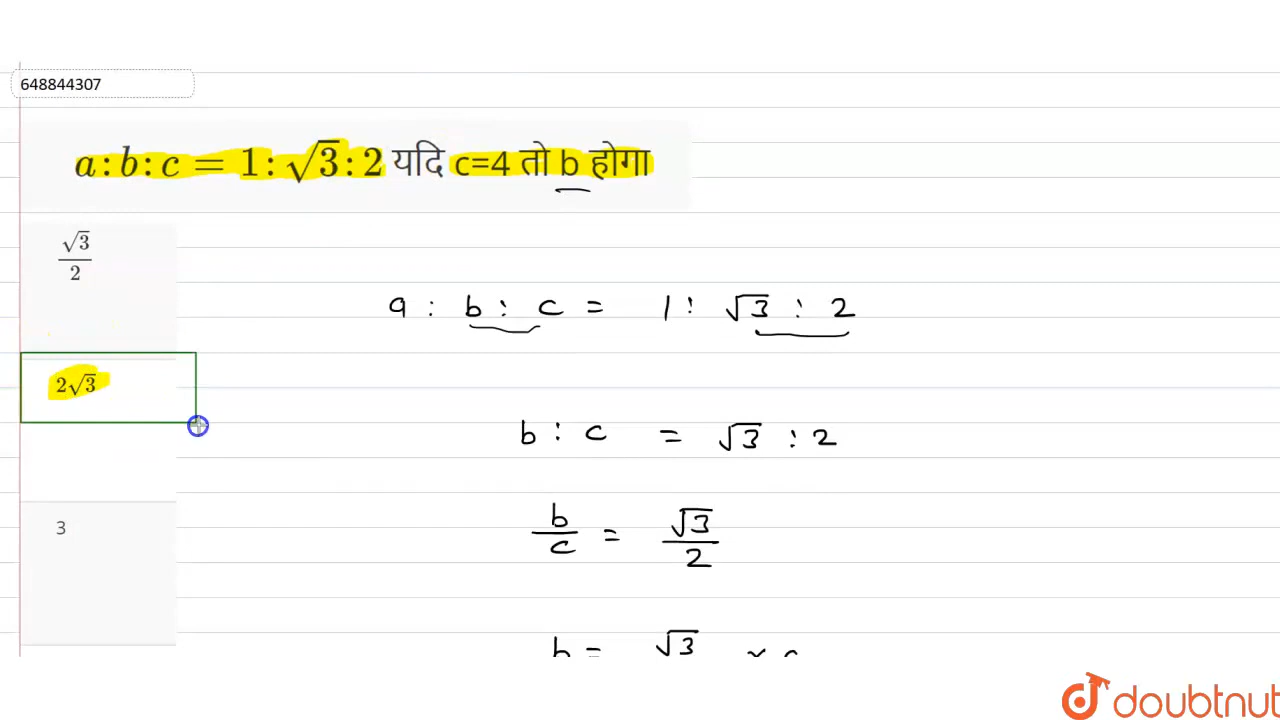 648844307
a : b : c = 1 : √3 : 2 यदि c=4 तो b होगा
√3/2
a : b : c = 1 : √3 : 2
2√3
b : c = √3 : 2
b/c = √3/2
3
b = √3
doubtnut